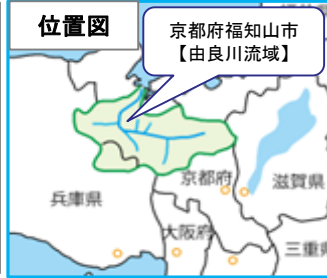 位置図
京都府福知山市
【由良川流域】
京都府
滋賀県
兵庫県
大阪府
三重県